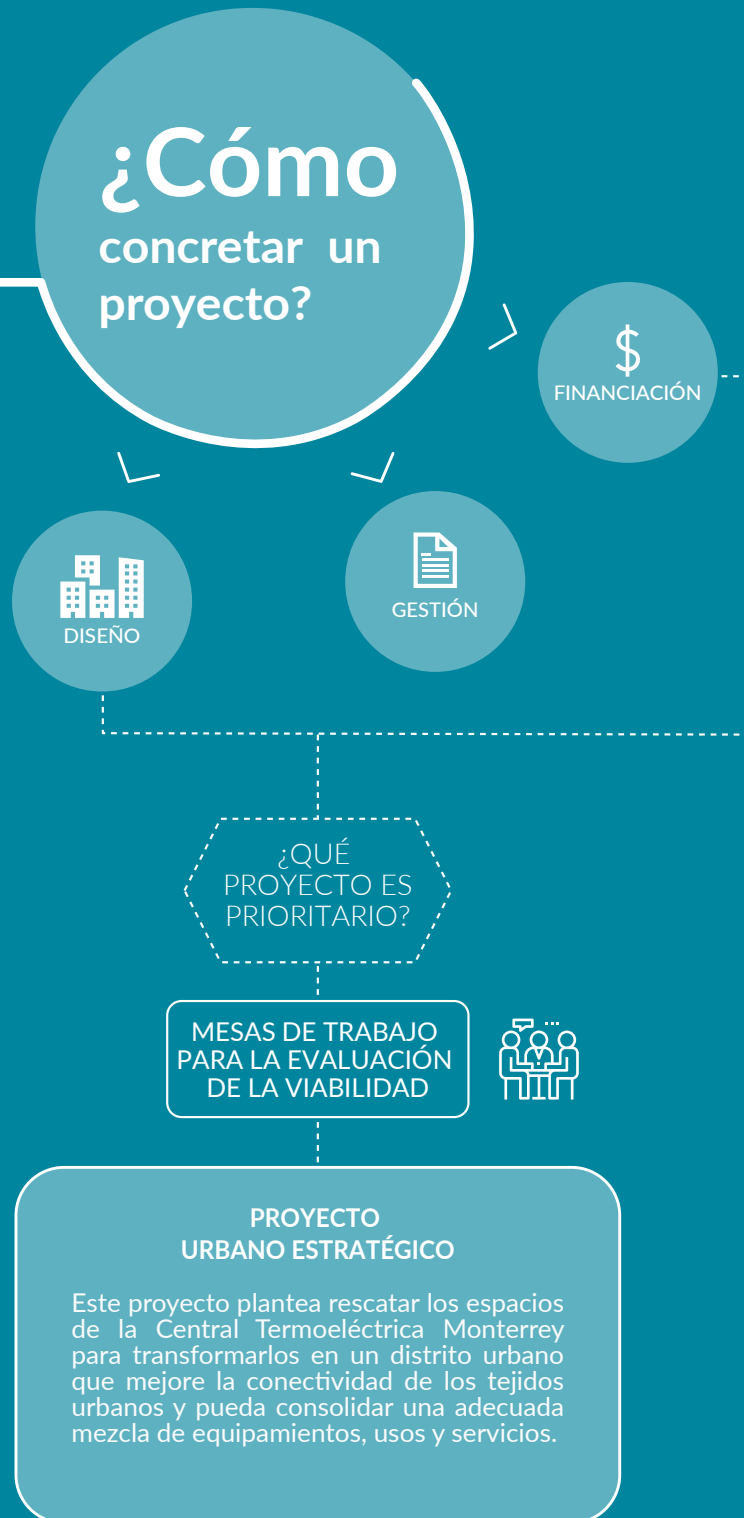 ¿Cómo
concretar un
proyecto?
$
FINANCIACIÓN
DISEÑO
GESTIÓN
¿QUÉ
PROYECTO ES
PRIORITARIO?
MESAS DE TRABAJO
PARA LA EVALUACIÓN
DE LA VIABILIDAD
PROYECTO
URBANO ESTRATÉGICO
Este proyecto plantea rescatar los espacios
de la Central Termoeléctrica Monterrey
para transformarlos en un distrito urbano
que mejore la conectividad de los tejidos
urbanos y pueda consolidar una adecuada
mezcla de equipamientos, usos y servicios.